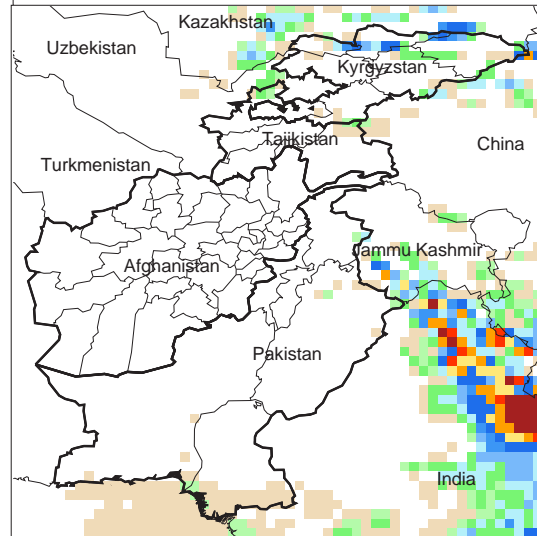 Kazakhstan
Uzbekistan
Kyrgyzstan
Tajikistan
China
Turkmenistan
Jammu Kashmir
Afghanistan
Pakistan
India